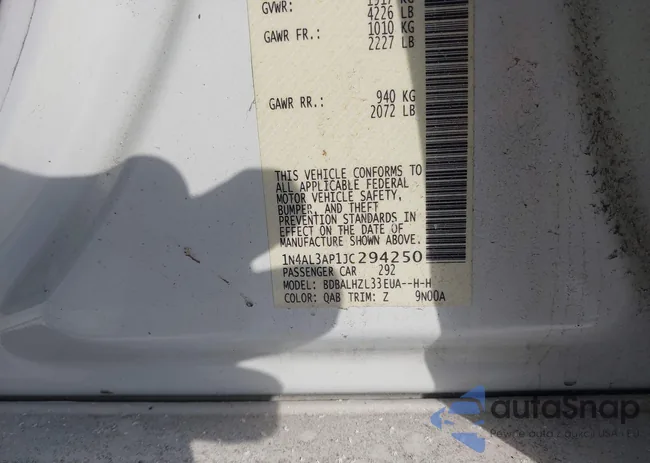 GVWR:
4226 LB
GAWR FR.: 1010 KG
2227 LB
GAWR RR.: 940 KG
2072 LB
THIS VEHICLE CONFORMS TO
ALL APPLICABLE FEDERAL
MOTOR VEHICLE SAFETY,
BUMPER, AND THEFT
PREVENTION STANDARDS IN
EFFECT ON THE DATE OF
MANUFACTURE SHOWN ABOVE.
1N4AL3AP1JC294250
PASSENGER CAR 292
MODEL: BDBALHZL33EUA--H-H
COLOR: QAB TRIM: Z 9N00A
autoSnap